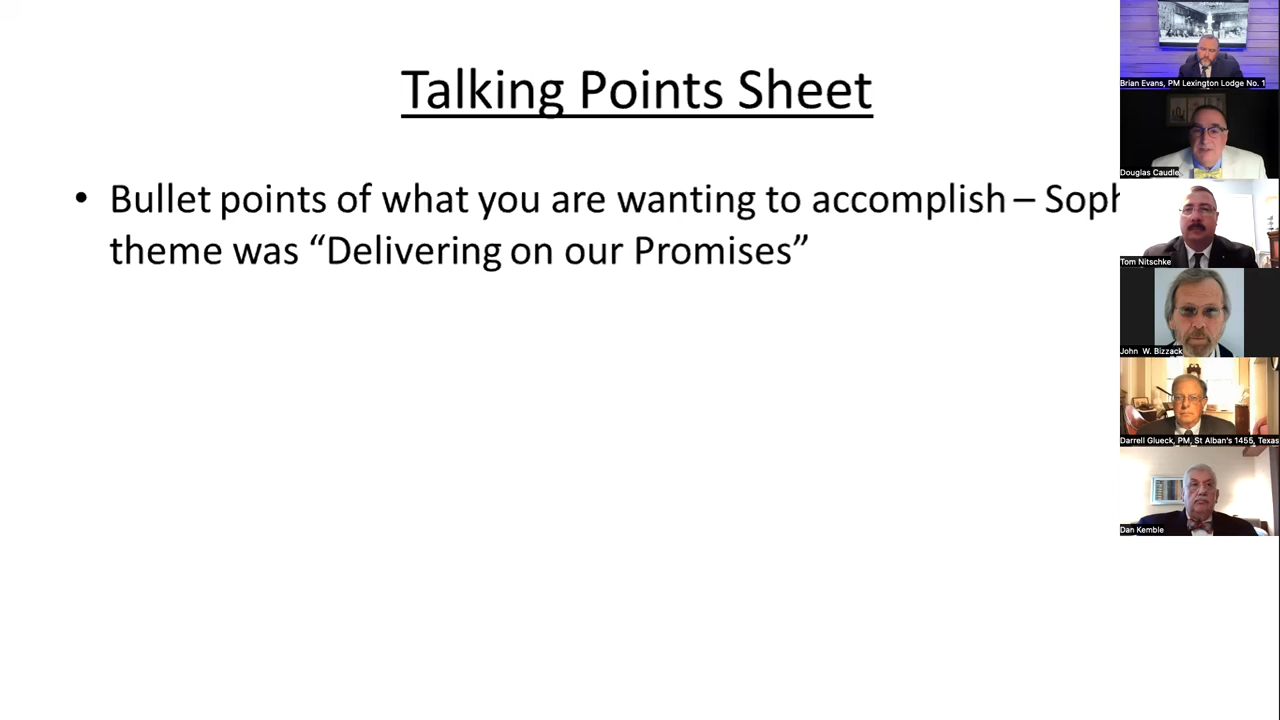 Talking Points Sheet
• Bullet points of what you are wanting to accomplish –
theme was “Delivering on our Promises”
Brian Evans, PM Lexington Lodge No. 1
Douglas Caudle
Tom Nitschke
John W. Bizzack
Darrell Glueck, PM, St Alban's 1455, Texas
Dan Kemble